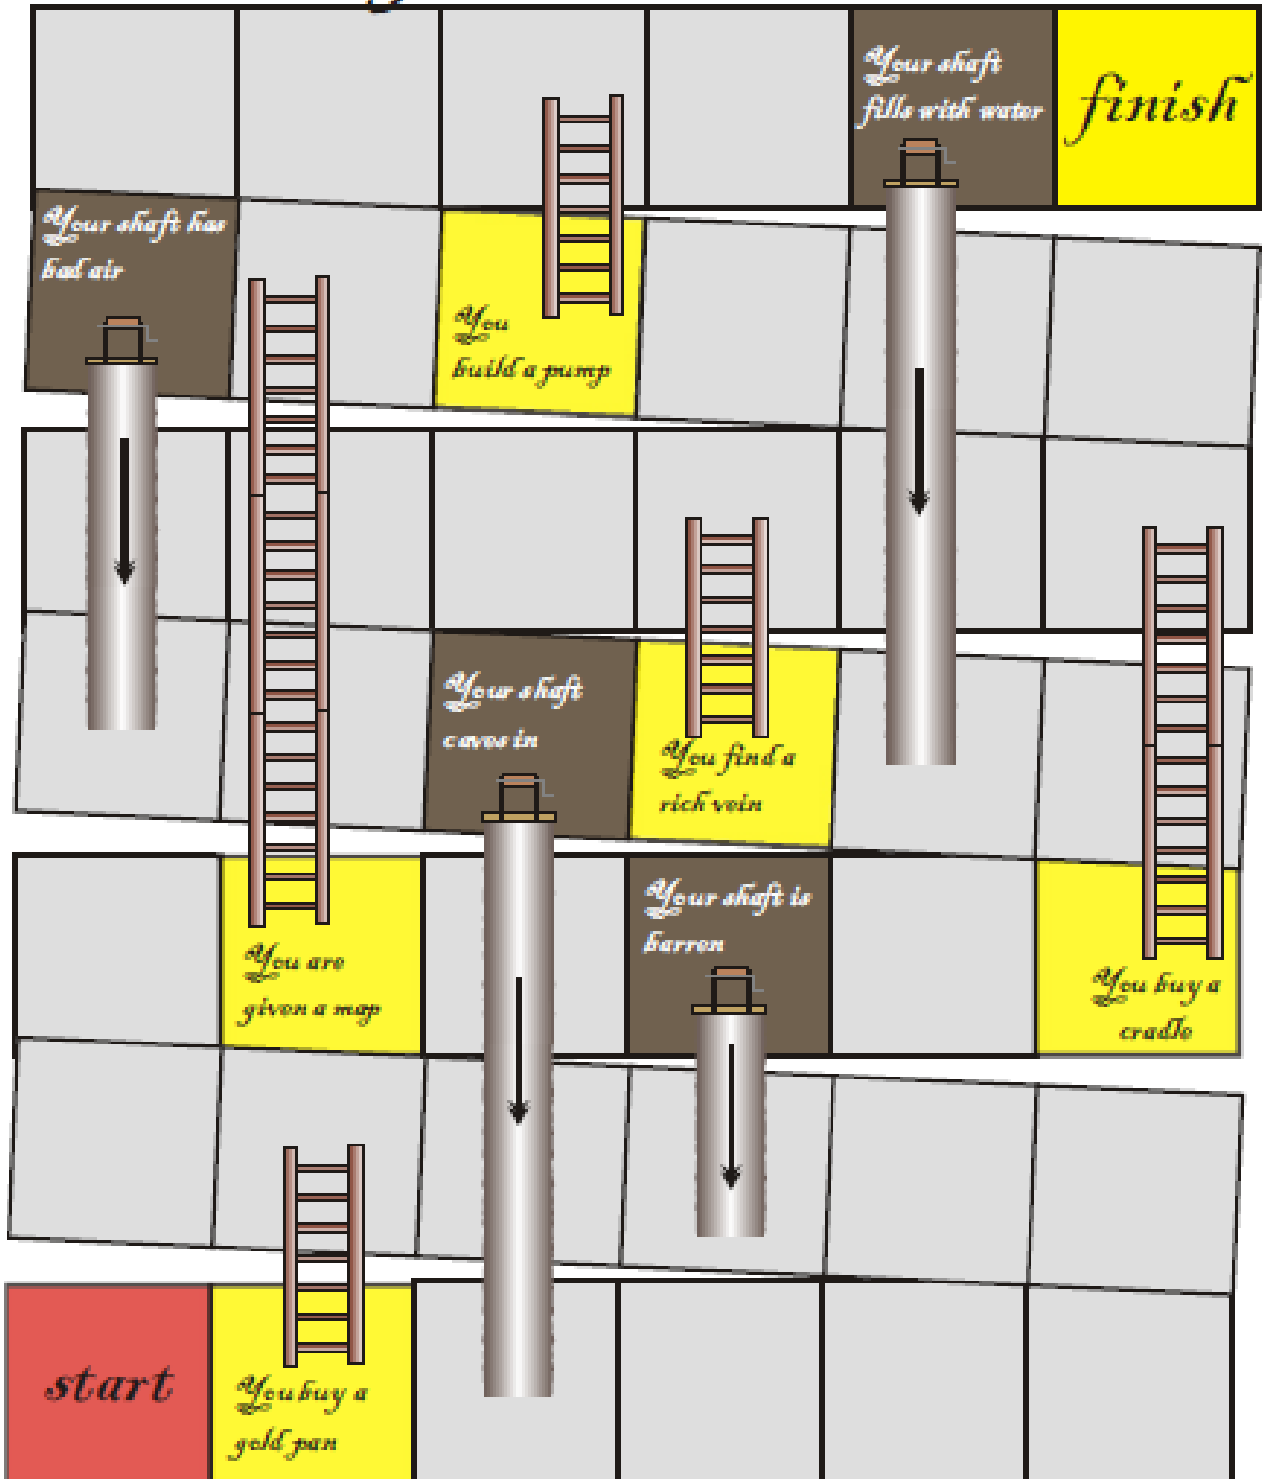 Your shaft
fills with water
finish
Your shaft has
bad air
You
build a pump
Your shaft
caves in
You find a
rich vein
Your shaft is
barren
You are
given a map
You buy a
cradle
start
You buy a
gold pan